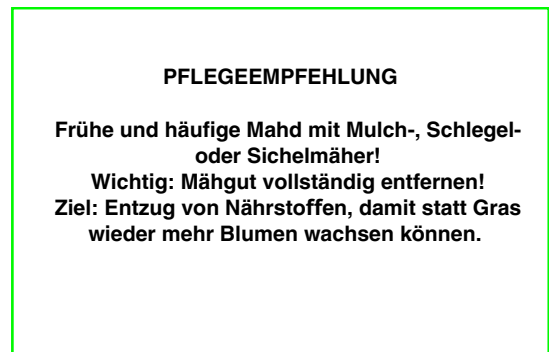 PFLEGEEMPFEHLUNG
Frühe und häufige Mahd mit Mulch-, Schlegel-
oder Sichelmäher!
Wichtig: Mähgut vollständig entfernen!
Ziel: Entzug von Nährstoffen, damit statt Gras
wieder mehr Blumen wachsen können.